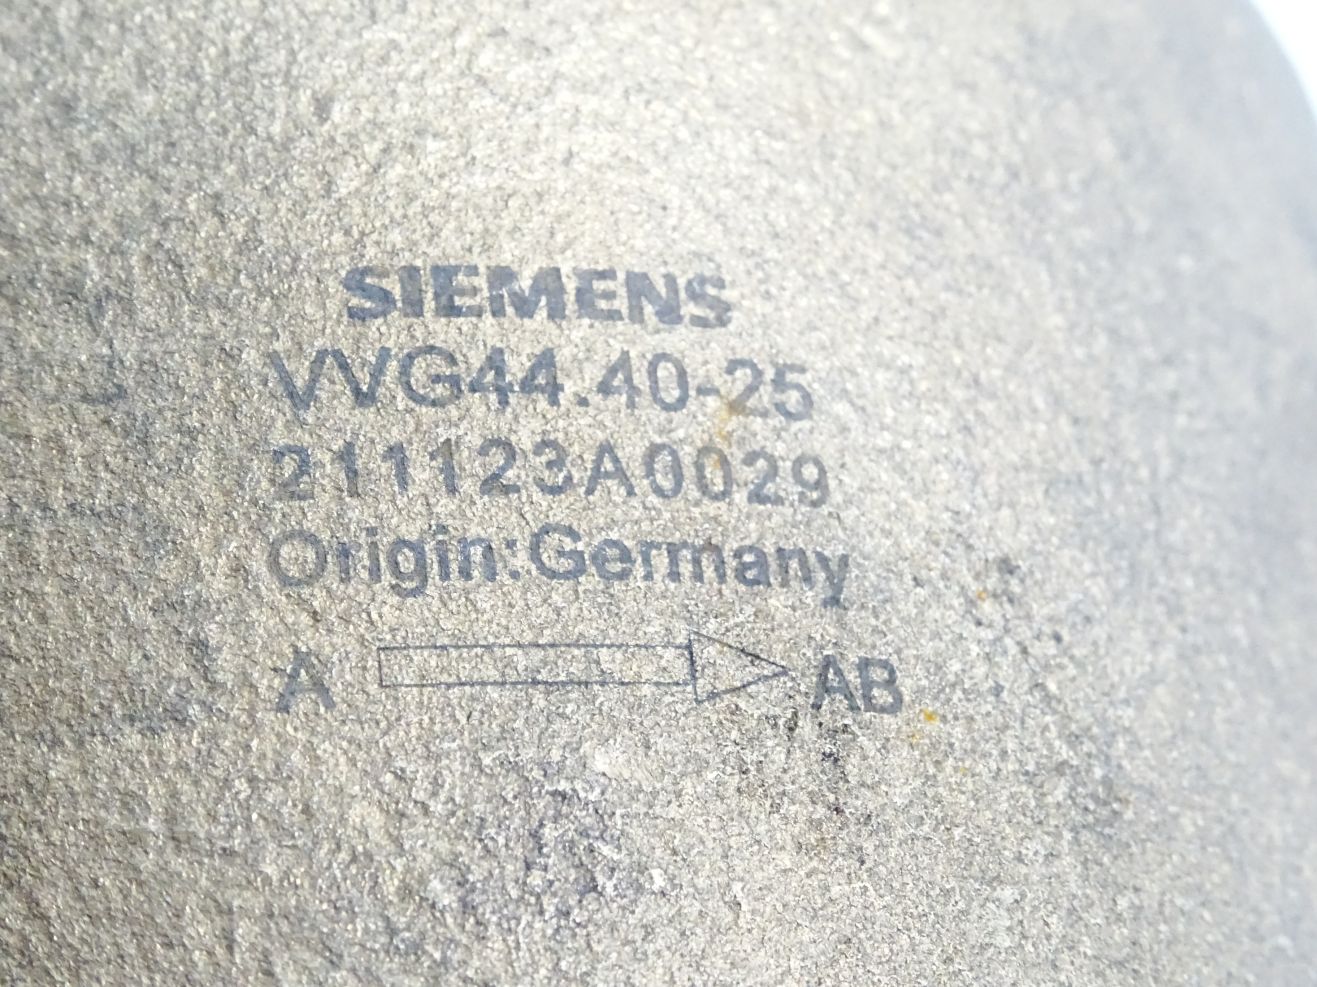 SIEMENS
VVG44.40-25
211123A0029
Origin:Germany
A AB